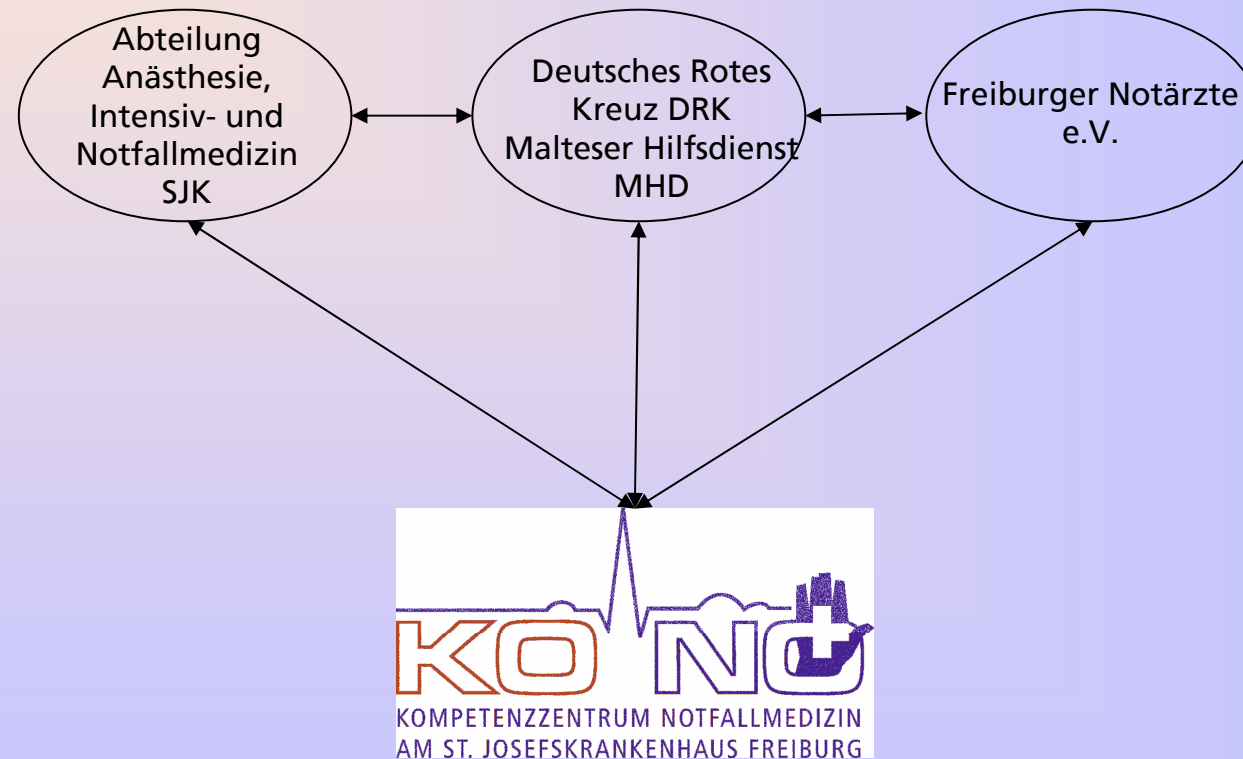 Abteilung
Anästhesie,
Intensiv- und
Notfallmedizin
SJK
Deutsches Rotes
Kreuz DRK
Malteser Hilfsdienst
MHD
Freiburger Notärzte
e.V.
KO NO
KOMPETENZZENTRUM NOTFALLMEDIZIN
AM ST. JOSEFSKRANKENHAUS FREIBURG